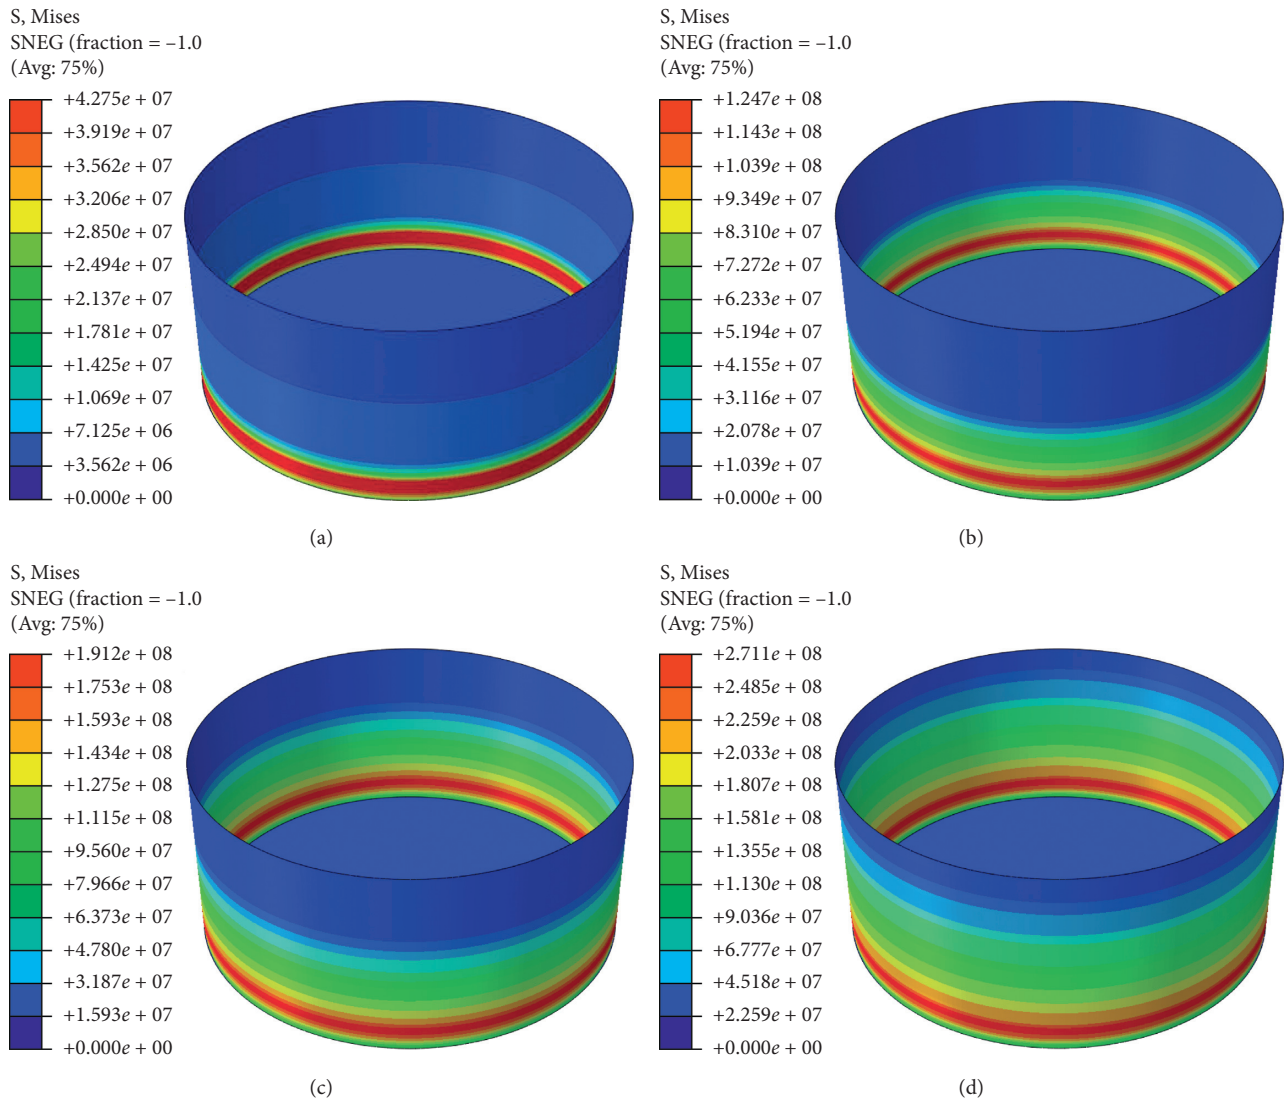 S, Mises
SNEG (fraction = –1.0
(Avg: 75%)
+4.275e + 07
+3.919e + 07
+3.562e + 07
+3.206e + 07
+2.850e + 07
+2.494e + 07
+2.137e + 07
+1.781e + 07
+1.425e + 07
+1.069e + 07
+7.125e + 06
+3.562e + 06
+0.000e + 00
(a)
S, Mises
SNEG (fraction = –1.0
(Avg: 75%)
+1.247e + 08
+1.143e + 08
+1.039e + 08
+9.349e + 07
+8.310e + 07
+7.272e + 07
+6.233e + 07
+5.194e + 07
+4.155e + 07
+3.116e + 07
+2.078e + 07
+1.039e + 07
+0.000e + 00
(b)
S, Mises
SNEG (fraction = –1.0
(Avg: 75%)
+1.912e + 08
+1.753e + 08
+1.593e + 08
+1.434e + 08
+1.275e + 08
+1.115e + 08
+9.560e + 07
+7.966e + 07
+6.373e + 07
+4.780e + 07
+3.187e + 07
+1.593e + 07
+0.000e + 00
(c)
S, Mises
SNEG (fraction = –1.0
(Avg: 75%)
+2.711e + 08
+2.485e + 08
+2.259e + 08
+2.033e + 08
+1.807e + 08
+1.581e + 08
+1.355e + 08
+1.130e + 08
+9.036e + 07
+6.777e + 07
+4.518e + 07
+2.259e + 07
+0.000e + 00
(d)